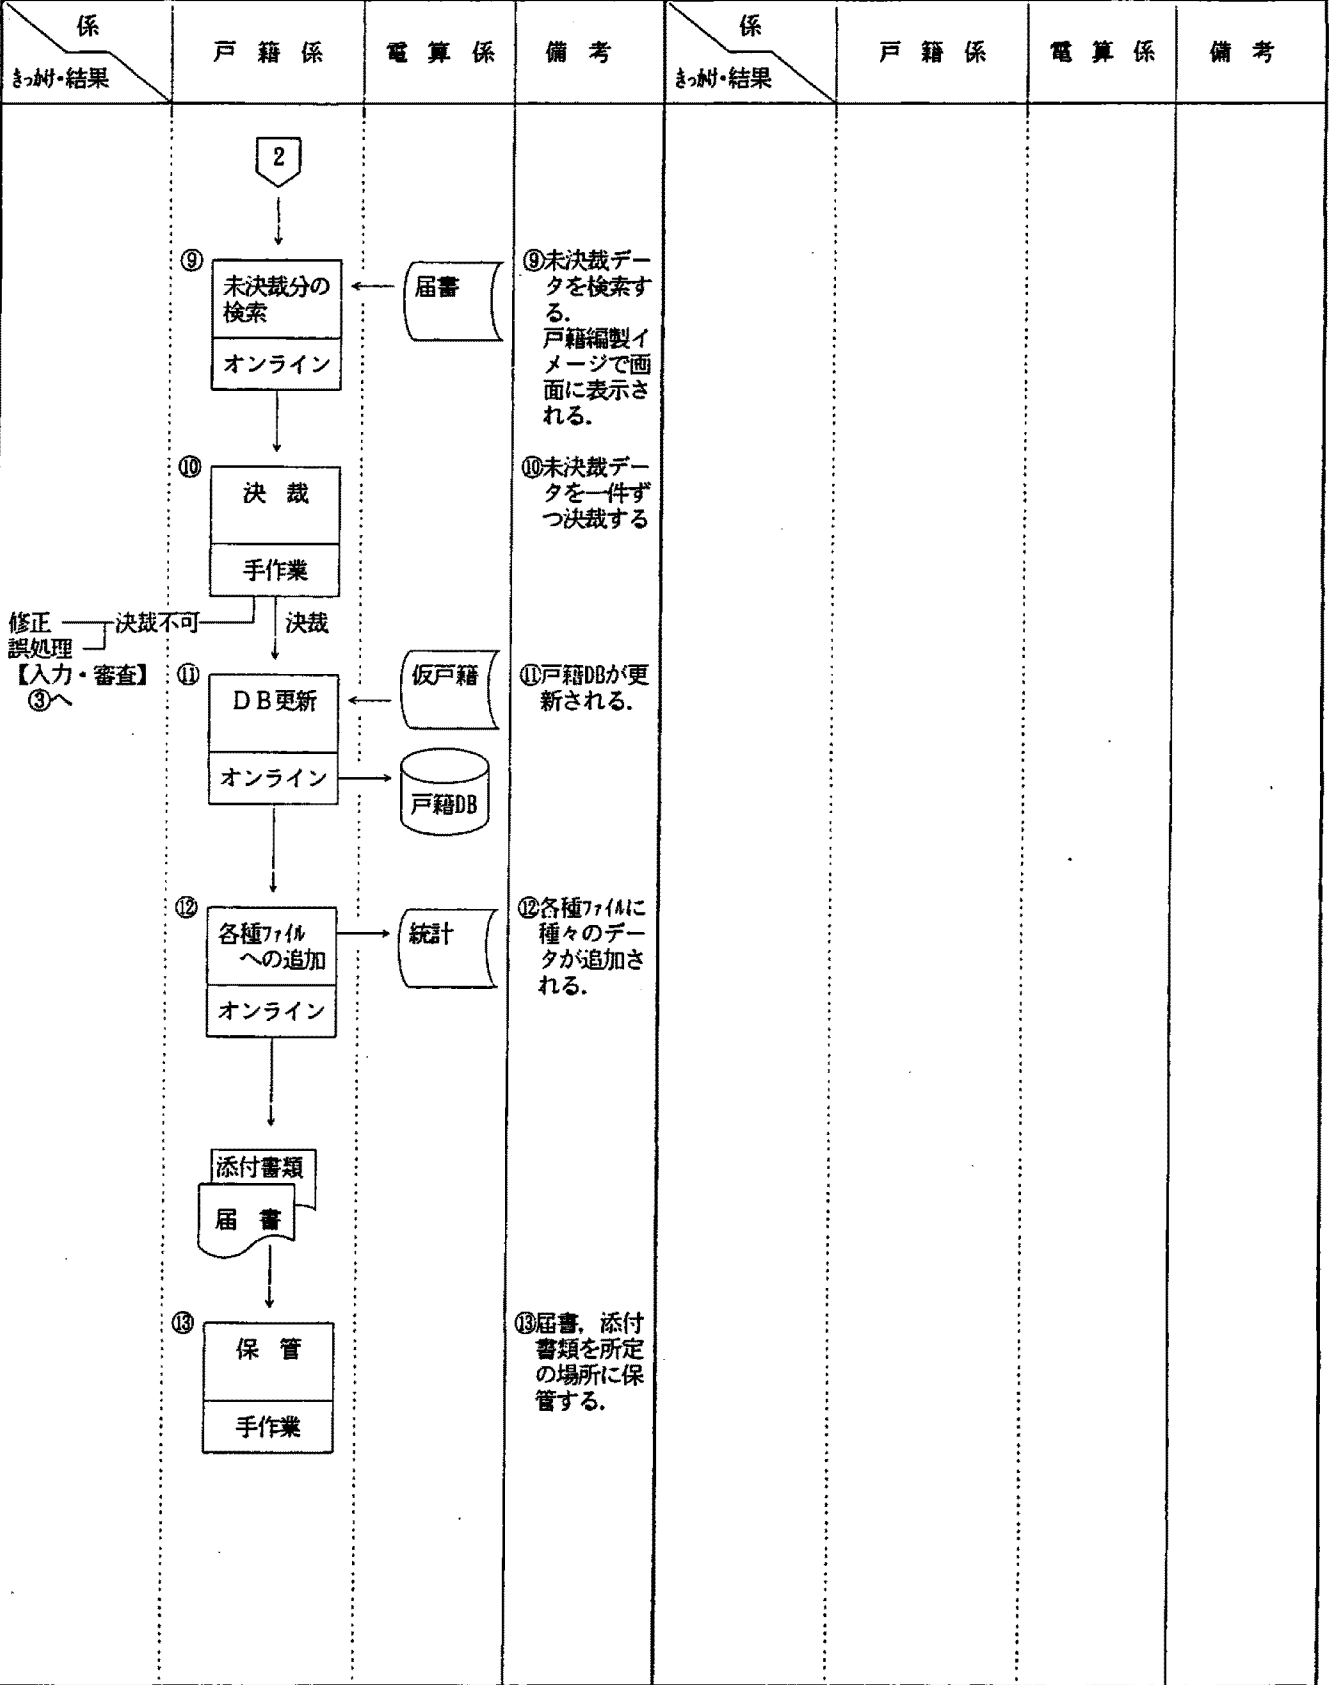 係
きっかけ・結果
戸籍係
電算係
備考
係
きっかけ・結果
戸籍係
電算係
備考
2
⑨
未決裁分の
検索
オンライン
届書
⑨未決裁デー
タを検索す
る.
戸籍編製イ
メージで画
面に表示さ
れる.
⑩
決裁
手作業
⑩未決裁デー
タを一件ず
つ決裁する
修正
誤処理
決裁不可
決裁
【入力・審査】
③へ
⑪
DB更新
オンライン
仮戸籍
戸籍DB
⑪戸籍DBが更
新される.
⑫
各種ファイル
への追加
オンライン
統計
⑫各種ファイルに
種々のデー
タが追加さ
れる.
添付書類
届書
⑬
保管
手作業
⑬届書, 添付
書類を所定
の場所に保
管する.